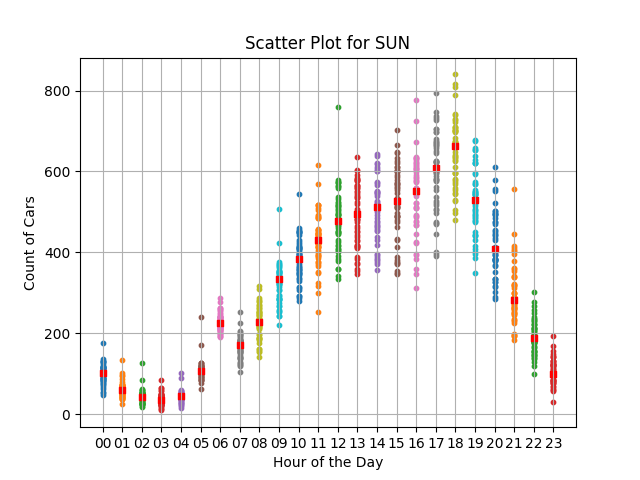 Scatter Plot for SUN
Count of Cars
800
600
400
200
0
00 01 02 03 04 05 06 07 08 09 10 11 12 13 14 15 16 17 18 19 20 21 22 23
Hour of the Day